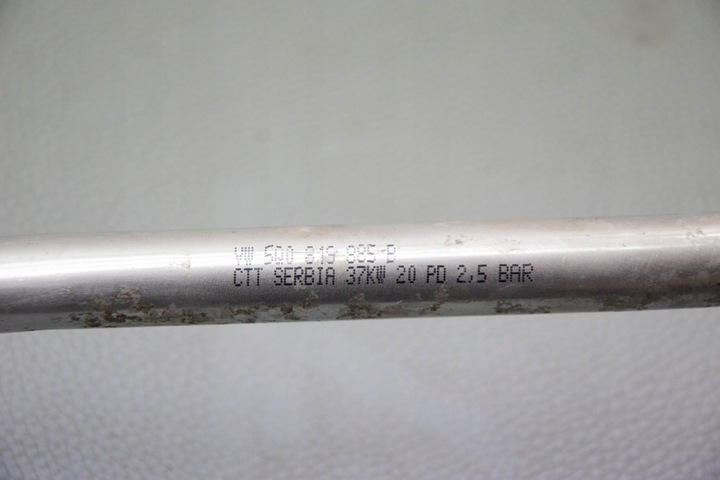 VW 5Q0 819 885 B
CTT SERBIA 37KW 20 PD 2,5 BAR